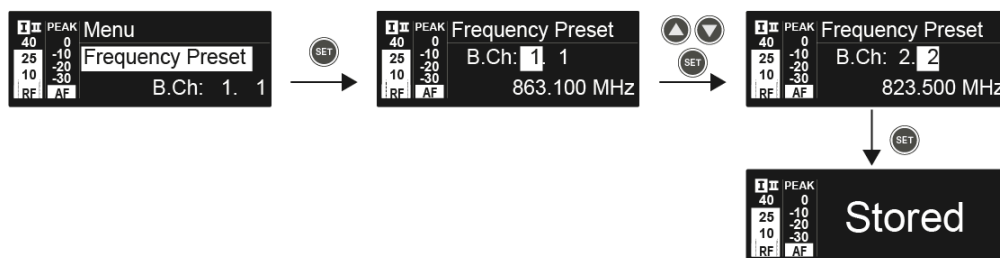 I II PEAK Menu
40 0
25 -10 Frequency Preset
10 -20
-30
RF AF B.Ch: 1. 1
SET
I II PEAK Frequency Preset
40 0
25 -10 B.Ch: 1. 1
10 -20
-30
RF AF 863.100 MHz
SET
I II PEAK Frequency Preset
40 0
25 -10 B.Ch: 2. 2
10 -20
-30
RF AF 823.500 MHz
SET
I II PEAK
40 0
25 -10 Stored
10 -20
-30
RF AF